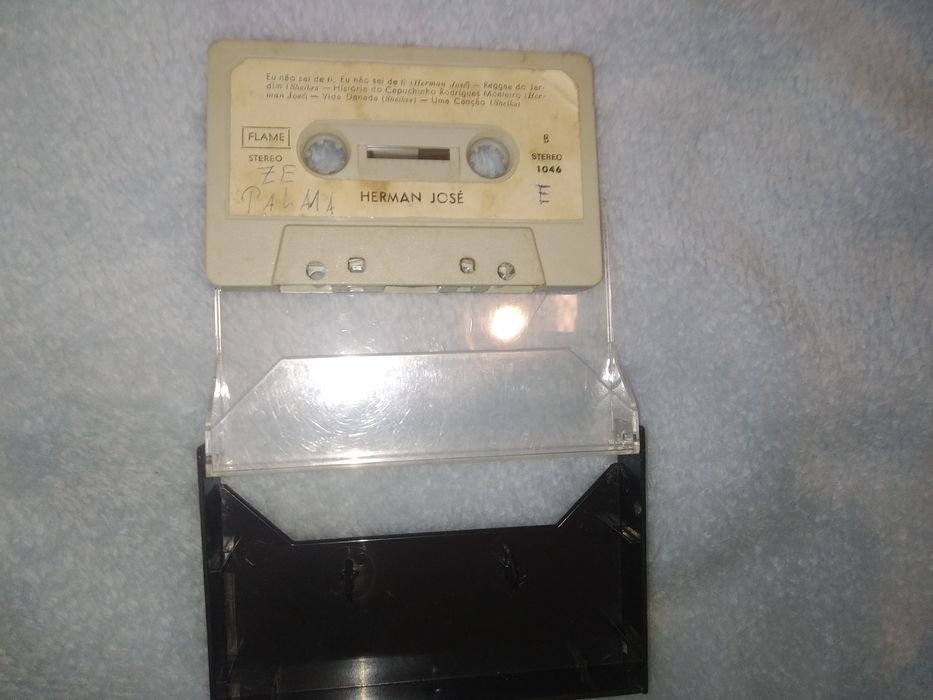 Eu não sei de ti, Eu não sei de ti (Herman José) — Reggae do Jar-
dim (Sheiks) — História do Capuchinho Rodrigues Monteiro (Her-
man José) — Vida Danada (Sheikes) — Uma Canção (Sheiks)
FLAME
B
STEREO
STEREO
1046
ZE
PALMA
HERMAN JOSÉ